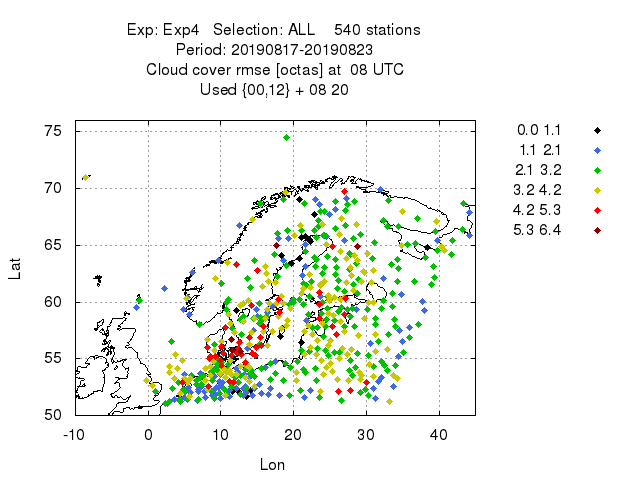 Exp: Exp4 Selection: ALL 540 stations
Period: 20190817-20190823
Cloud cover rmse [octas] at 08 UTC
Used {00,12} + 08 20
75
70
65
60
55
50
Lat
-10 0 10 20 30 40
Lon
0.0 1.1
1.1 2.1
2.1 3.2
3.2 4.2
4.2 5.3
5.3 6.4